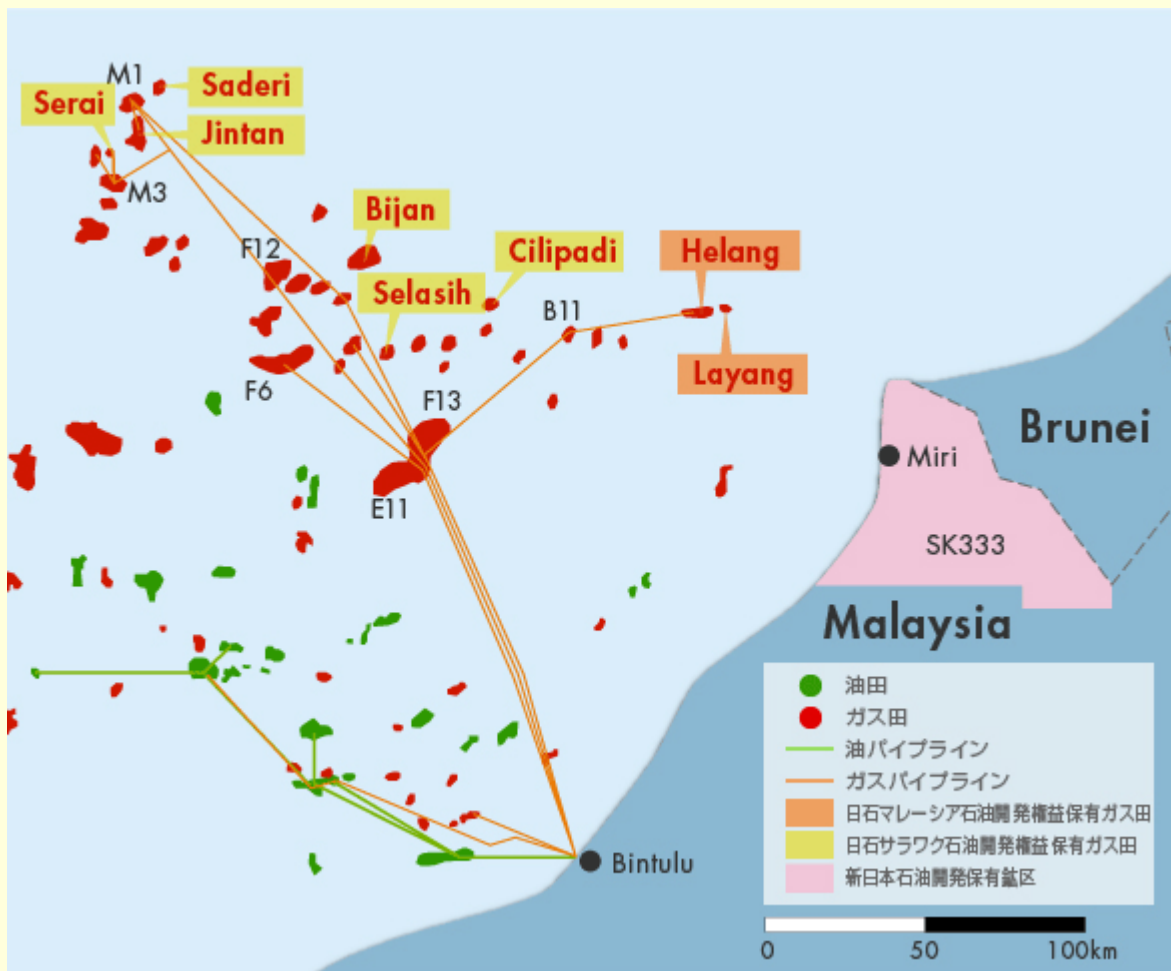 M1
Saderi
Serai
Jintan
M3
Bijan
F12
Cilipadi
Helang
Selasih
B11
Layang
F6
F13
Brunei
Miri
E11
SK333
Malaysia
油田
ガス田
油パイプライン
ガスパイプライン
日石マレーシア石油開発権益保有ガス田
日石サラワク石油開発権益保有ガス田
新日本石油開発保有鉱区
Bintulu
0 50 100km